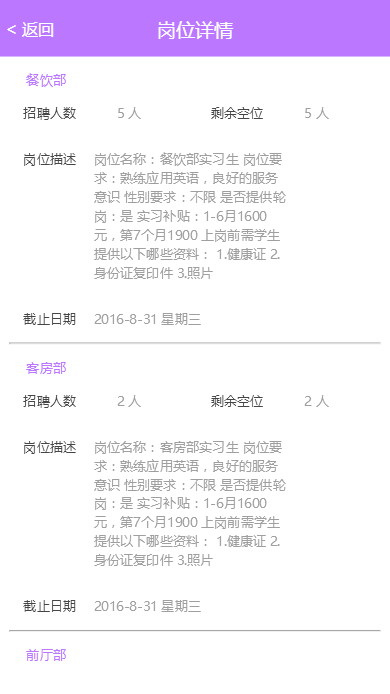 < 返回 岗位详情
餐饮部
招聘人数 5 人 剩余空位 5 人
岗位描述 岗位名称：餐饮部实习生 岗位要
求：熟练应用英语，良好的服务
意识 性别要求：不限 是否提供轮
岗：是 实习补贴：1-6月1600
元，第7个月1900 上岗前需学生
提供以下哪些资料： 1.健康证 2.
身份证复印件 3.照片
截止日期 2016-8-31 星期三
客房部
招聘人数 2 人 剩余空位 2 人
岗位描述 岗位名称：客房部实习生 岗位要
求：熟练应用英语，良好的服务
意识 性别要求：不限 是否提供轮
岗：是 实习补贴：1-6月1600
元，第7个月1900 上岗前需学生
提供以下哪些资料： 1.健康证 2.
身份证复印件 3.照片
截止日期 2016-8-31 星期三
前厅部